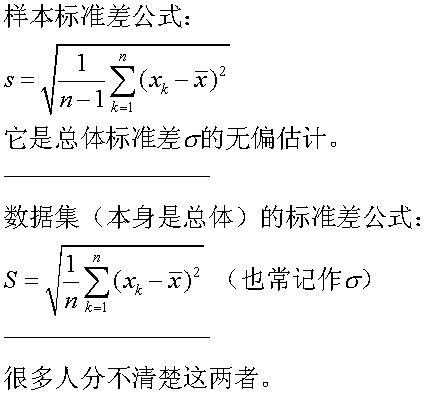 样本标准差公式：
s = \sqrt{\frac{1}{n-1}\sum_{k=1}^{n}(x_k-\overline{x})^2}
它是总体标准差σ的无偏估计。
数据集（本身是总体）的标准差公式：
S = \sqrt{\frac{1}{n}\sum_{k=1}^{n}(x_k-\overline{x})^2} （也常记作σ）
很多人分不清楚这两者。